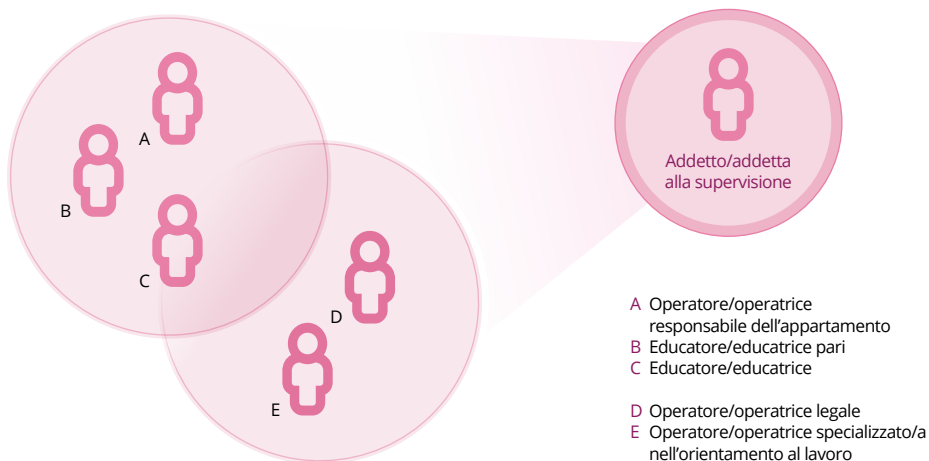 A
B
C
D
E
Addetto/addetta
alla supervisione
A Operatore/operatrice
responsabile dell'appartamento
B Educatore/educatrice pari
C Educatore/educatrice
D Operatore/operatrice legale
E Operatore/operatrice specializzato/a
nell'orientamento al lavoro